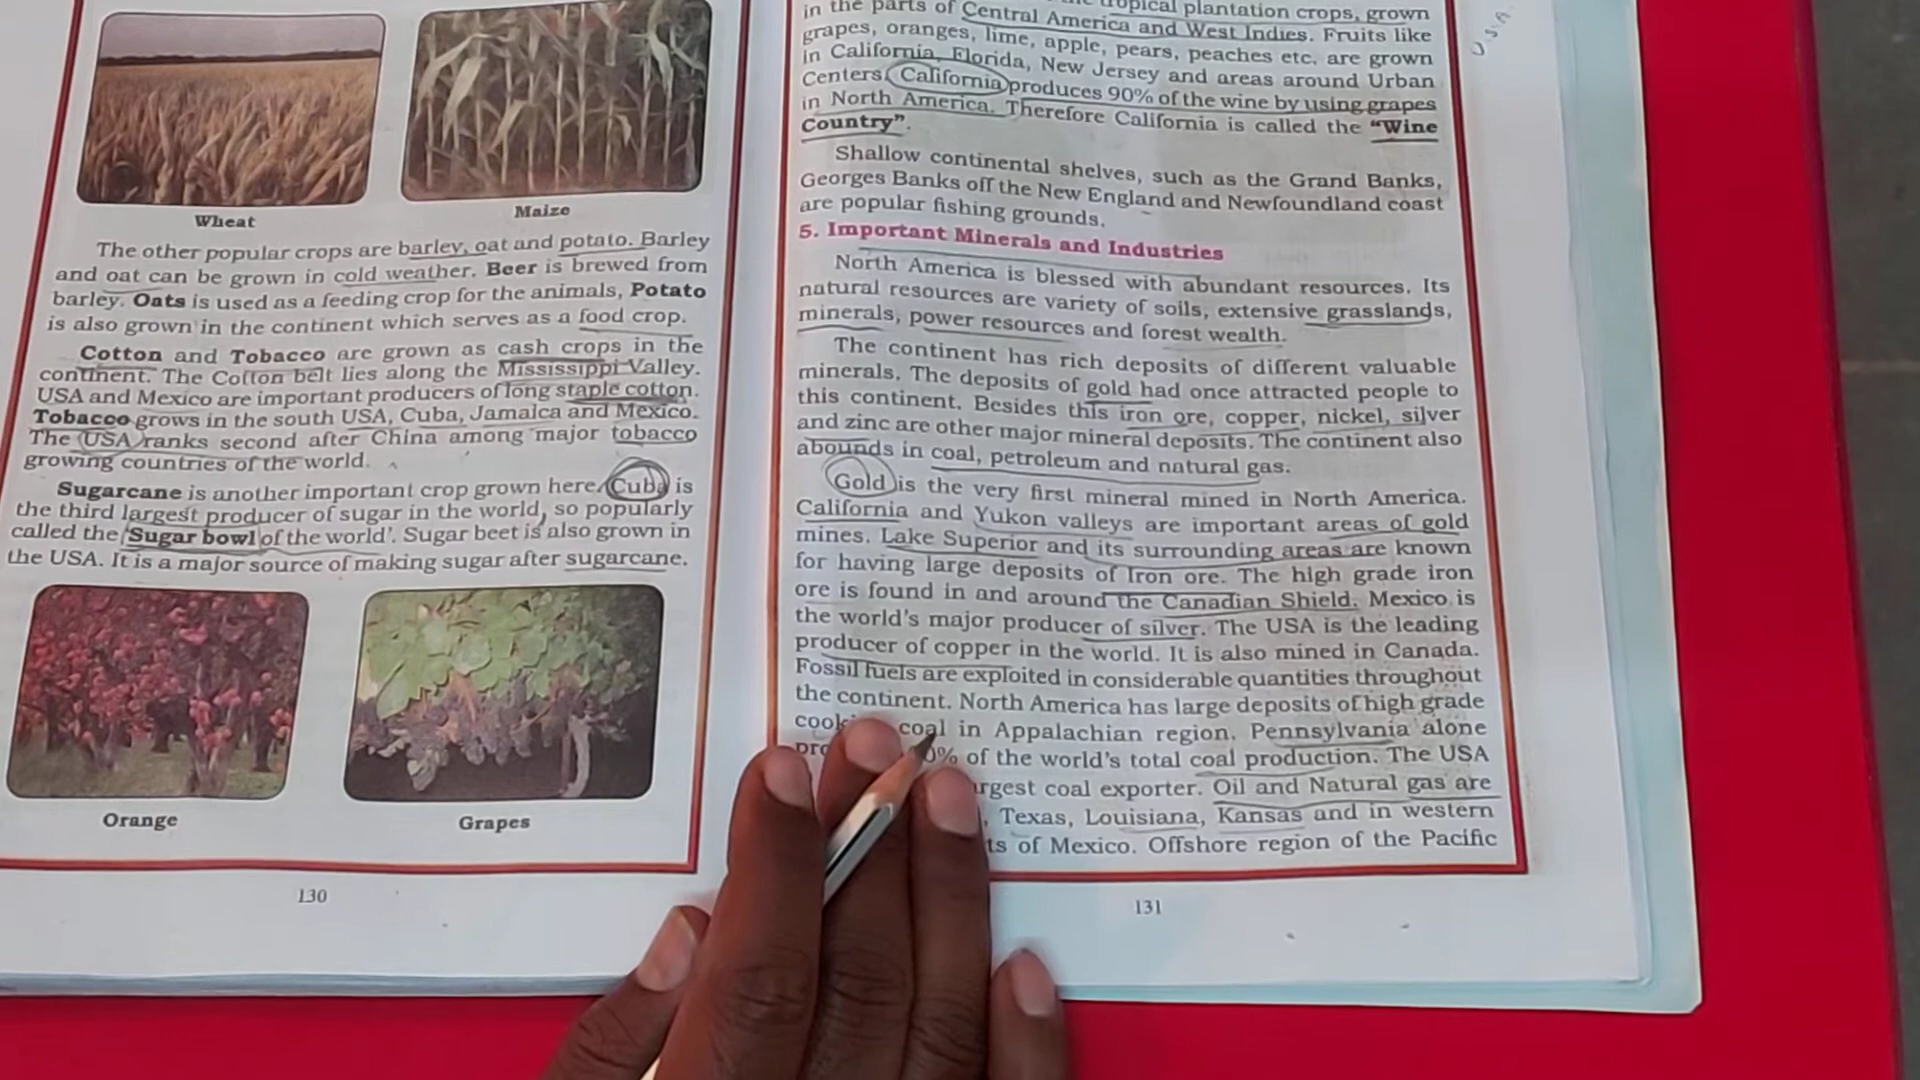 Wheat
Maize
The other popular crops are barley, oat and potato. Barley
and oat can be grown in cold weather. Beer is brewed from
barley. Oats is used as a feeding crop for the animals, Potato
is also grown in the continent which serves as a food crop.
Cotton and Tobacco are grown as cash crops in the
continent. The Cotton belt lies along the Mississippi Valley.
USA and Mexico are important producers of long staple cotton.
Tobacco grows in the south USA, Cuba, Jamaica and Mexico.
The USA ranks second after China among major tobacco
growing countries of the world.
Sugarcane is another important crop grown here. Cuba is
the third largest producer of sugar in the world, so popularly
called the 'Sugar bowl of the world'. Sugar beet is also grown in
the USA. It is a major source of making sugar after sugarcane.
Orange
Grapes
130
tropical plantation crops, grown
in the parts of Central America and West Indies. Fruits like
grapes, oranges, lime, apple, pears, peaches etc. are grown
in California, Florida, New Jersey and areas around Urban
Centers. California produces 90% of the wine by using grapes
in North America. Therefore California is called the "Wine
Country".
Shallow continental shelves, such as the Grand Banks,
Georges Banks off the New England and Newfoundland coast
are popular fishing grounds.
5. Important Minerals and Industries
North America is blessed with abundant resources. Its
natural resources are variety of soils, extensive grasslands,
minerals, power resources and forest wealth.
The continent has rich deposits of different valuable
minerals. The deposits of gold had once attracted people to
this continent. Besides this iron ore, copper, nickel, silver
and zinc are other major mineral deposits. The continent also
abounds in coal, petroleum and natural gas.
Gold is the very first mineral mined in North America.
California and Yukon valleys are important areas of gold
mines. Lake Superior and its surrounding areas are known
for having large deposits of Iron ore. The high grade iron
ore is found in and around the Canadian Shield. Mexico is
the world's major producer of silver. The USA is the leading
producer of copper in the world. It is also mined in Canada.
Fossil fuels are exploited in considerable quantities throughout
the continent. North America has large deposits of high grade
coal in Appalachian region. Pennsylvania alone
0% of the world's total coal production. The USA
coal exporter. Oil and Natural gas are
, Texas, Louisiana, Kansas and in western
of Mexico. Offshore region of the Pacific
131
U.S.A.